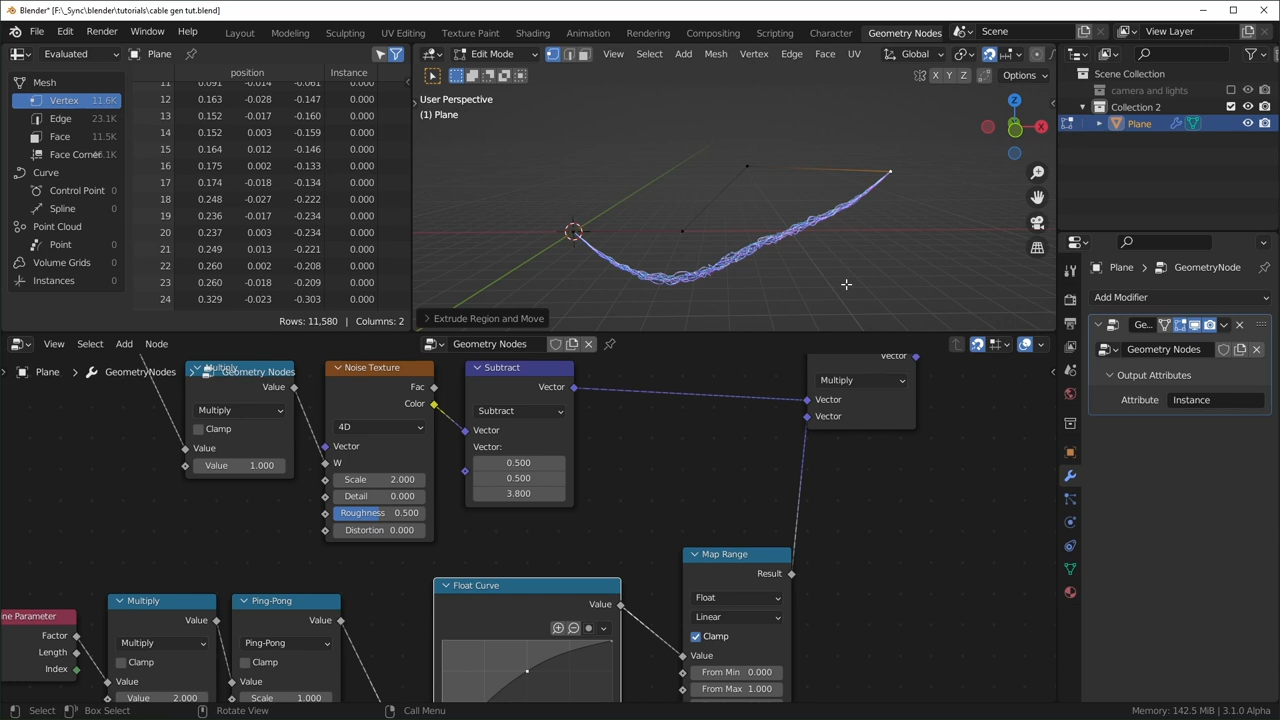 Blender* [F:\_Sync\blender\tutorials\cable gen tut.blend]
File Edit Render Window Help Layout Modeling Sculpting UV Editing Texture Paint Shading Animation Rendering Compositing Scripting Character Geometry Nodes Scene View Layer
Evaluated Plane
Edit Mode View Select Add Mesh Vertex Edge Face UV Global
position Instance
Options
X Y Z
Mesh
Vertex 11.6K
Edge 23.1K
Face 11.5K
Face Corner
Curve
Control Point 0
Spline 0
Point Cloud
Point 0
Volume Grids
Instances 0
11 0.091 -0.014 -0.061 0.000
12 0.163 -0.028 -0.147 0.000
13 0.152 -0.017 -0.160 0.000
14 0.152 0.003 -0.159 0.000
15 0.164 0.012 -0.146 0.000
16 0.175 0.002 -0.133 0.000
17 0.174 -0.018 -0.134 0.000
18 0.248 -0.027 -0.222 0.000
19 0.236 -0.017 -0.234 0.000
20 0.237 0.003 -0.234 0.000
21 0.249 0.013 -0.221 0.000
22 0.260 0.002 -0.208 0.000
23 0.260 -0.018 -0.209 0.000
24 0.329 -0.023 -0.303 0.000
Rows: 11,580 | Columns: 2
User Perspective
(1) Plane
Z
X
Extrude Region and Move
Scene Collection
camera and lights
Collection 2
Plane
Plane GeometryNode
Add Modifier
Ge...
Geometry Nodes
Output Attributes
Attribute Instance
View Select Add Node Geometry Nodes
Plane GeometryNodes Geometry Nodes
Multiply
Value
Multiply
Clamp
Value
Value 1.000
Noise Texture
Fac
Color
4D
Vector
W
Scale 2.000
Detail 0.000
Roughness 0.500
Distortion 0.000
Subtract
Vector
Subtract
Vector
Vector:
0.500
0.500
3.800
Vector
Multiply
Vector
Vector
ne Parameter
Factor
Length
Index
Multiply
Value
Multiply
Clamp
Value
Value 2.000
Ping-Pong
Value
Ping-Pong
Clamp
Value
Scale 1.000
Float Curve
Value
Map Range
Result
Float
Linear
Clamp
Value
From Min 0.000
From Max 1.000
Select Box Select Rotate View Call Menu
Memory: 142.5 MiB | 3.1.0 Alpha